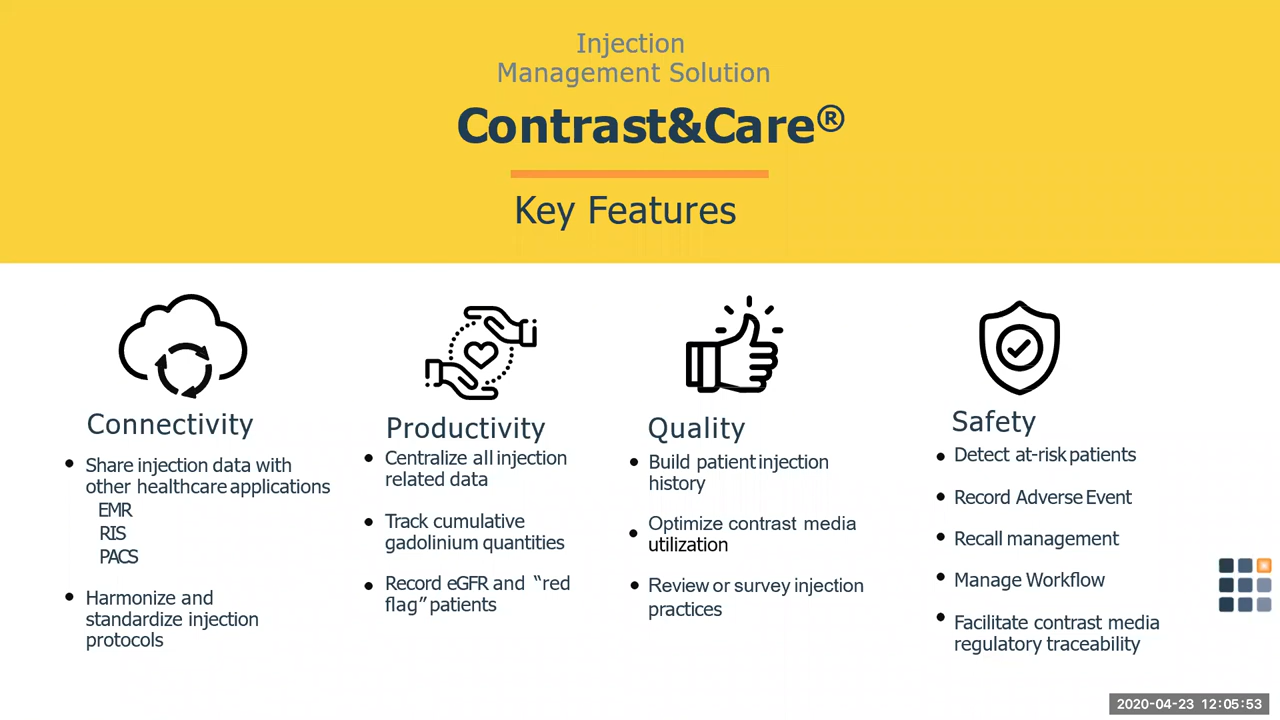 Injection
Management Solution
Contrast&Care®
Key Features
Connectivity
• Share injection data with
other healthcare applications
EMR
RIS
PACS
• Harmonize and
standardize injection
protocols
Productivity
• Centralize all injection
related data
• Track cumulative
gadolinium quantities
• Record eGFR and “red
flag” patients
Quality
• Build patient injection
history
• Optimize contrast media
utilization
• Review or survey injection
practices
Safety
• Detect at-risk patients
• Record Adverse Event
• Recall management
• Manage Workflow
• Facilitate contrast media
regulatory traceability
2020-04-23 12:05:53